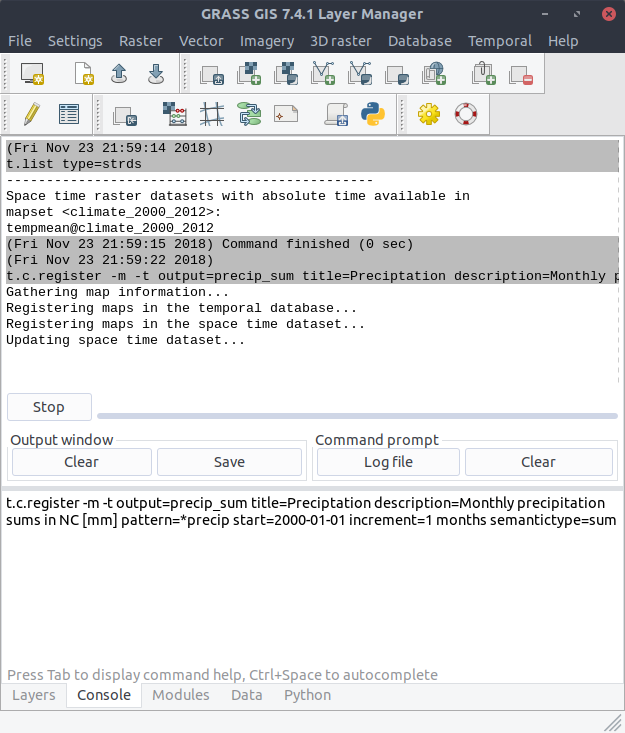 GRASS GIS 7.4.1 Layer Manager
File Settings Raster Vector Imagery 3D raster Database Temporal Help
(Fri Nov 23 21:59:14 2018)
t.list type=strds
----------------------------------------------
Space time raster datasets with absolute time available in
mapset <climate_2000_2012>:
tempmean@climate_2000_2012
(Fri Nov 23 21:59:15 2018) Command finished (0 sec)
(Fri Nov 23 21:59:22 2018)
t.c.register -m -t output=precip_sum title=Preciptation description=Monthly p
Gathering map information...
Registering maps in the temporal database...
Registering maps in the space time dataset...
Updating space time dataset...
Stop
Output window Command prompt
Clear Save Log file Clear
t.c.register -m -t output=precip_sum title=Preciptation description=Monthly precipitation
sums in NC [mm] pattern=*precip start=2000-01-01 increment=1 months semantictype=sum
Press Tab to display command help, Ctrl+Space to autocomplete
Layers Console Modules Data Python